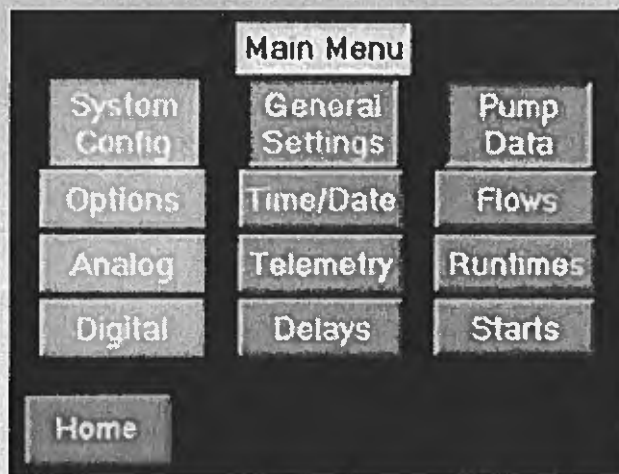 Main Menu
System
Config
General
Settings
Pump
Data
Options
Time/Date
Flows
Analog
Telemetry
Runtimes
Digital
Delays
Starts
Home